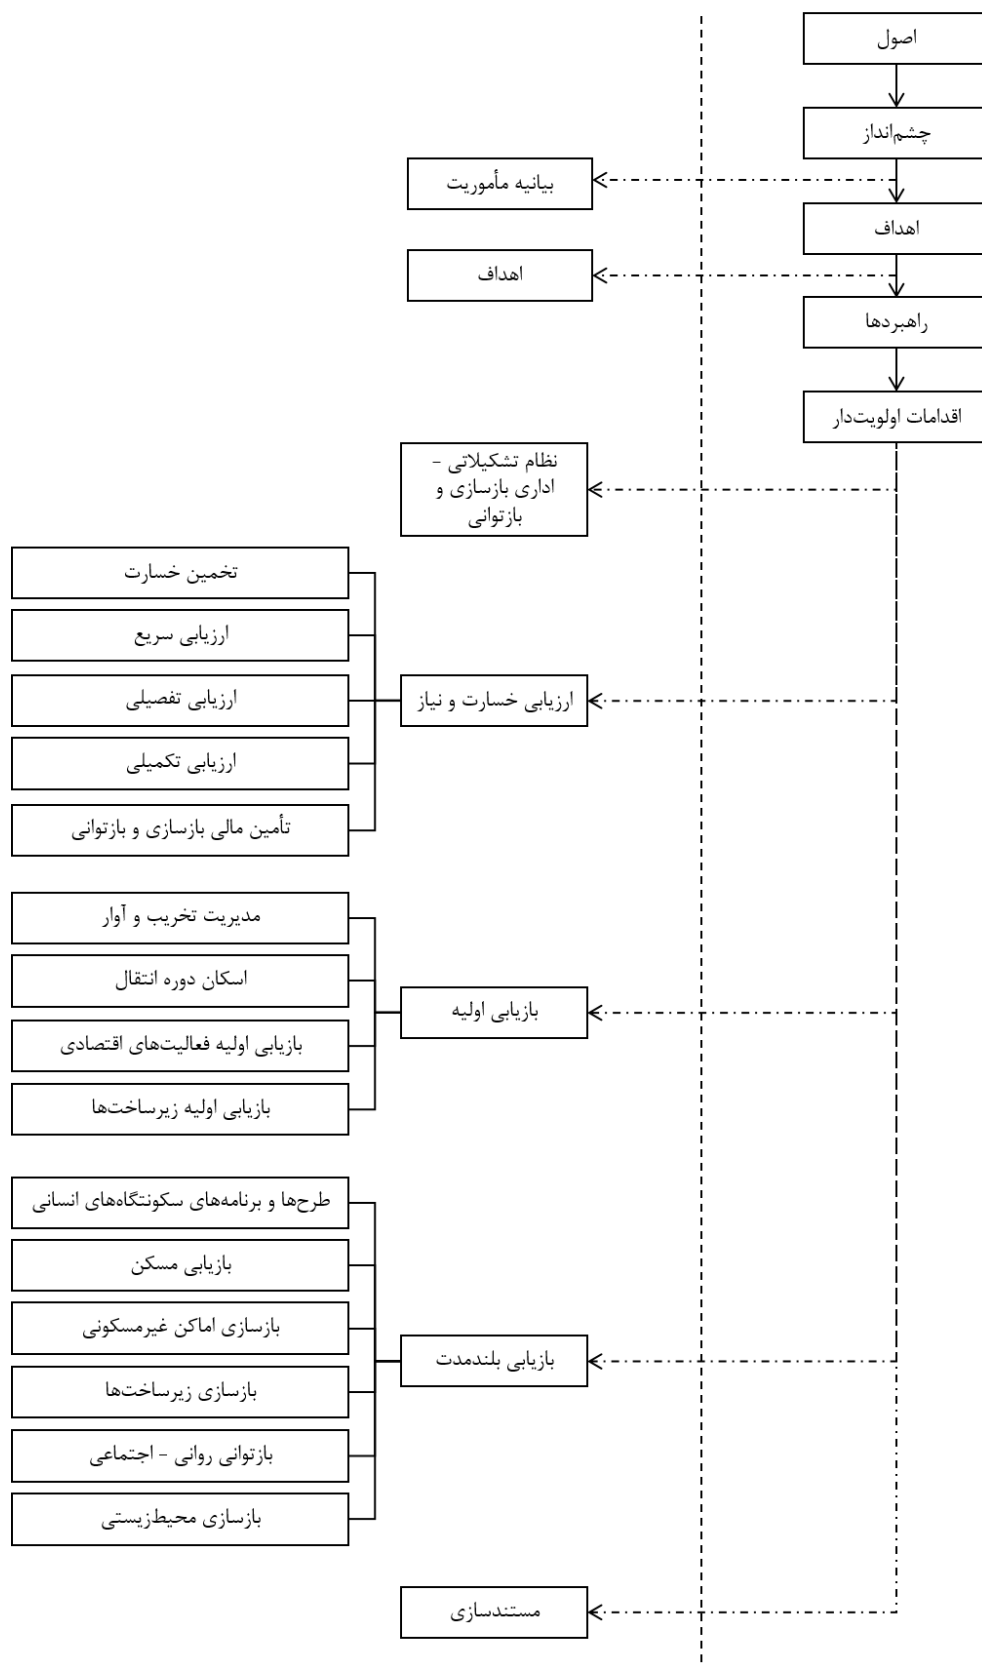 اصول
چشم‌انداز
بیانیه مأموریت
اهداف
اهداف
راهبردها
اقدامات اولویت‌دار
نظام تشکیلاتی -
اداری بازسازی و
بازتوانی
ارزیابی خسارت و نیاز
تخمین خسارت
ارزیابی سریع
ارزیابی تفصیلی
ارزیابی تکمیلی
تأمین مالی بازسازی و بازتوانی
بازیابی اولیه
مدیریت تخریب و آوار
اسکان دوره انتقال
بازیابی اولیه فعالیت‌های اقتصادی
بازیابی اولیه زیرساخت‌ها
بازیابی بلندمدت
طرح‌ها و برنامه‌های سکونتگاه‌های انسانی
بازیابی مسکن
بازسازی اماکن غیرمسکونی
بازسازی زیرساخت‌ها
بازتوانی روانی - اجتماعی
بازسازی محیط‌زیستی
مستندسازی